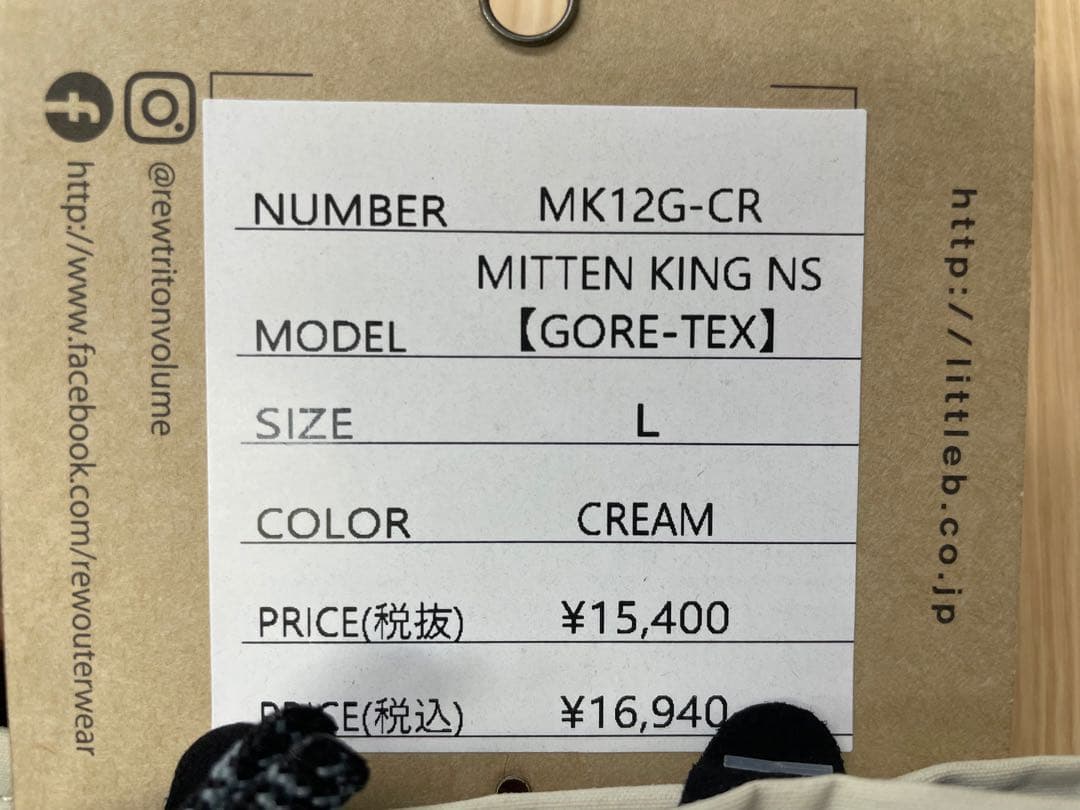 NUMBER MK12G-CR
MITTEN KING NS
MODEL 【GORE-TEX】
SIZE L
COLOR CREAM
PRICE(税抜) ¥15,400
PRICE(税込) ¥16,940
@rewtritonvolume
http://www.facebook.com/rewouterwear
http://littleb.co.jp